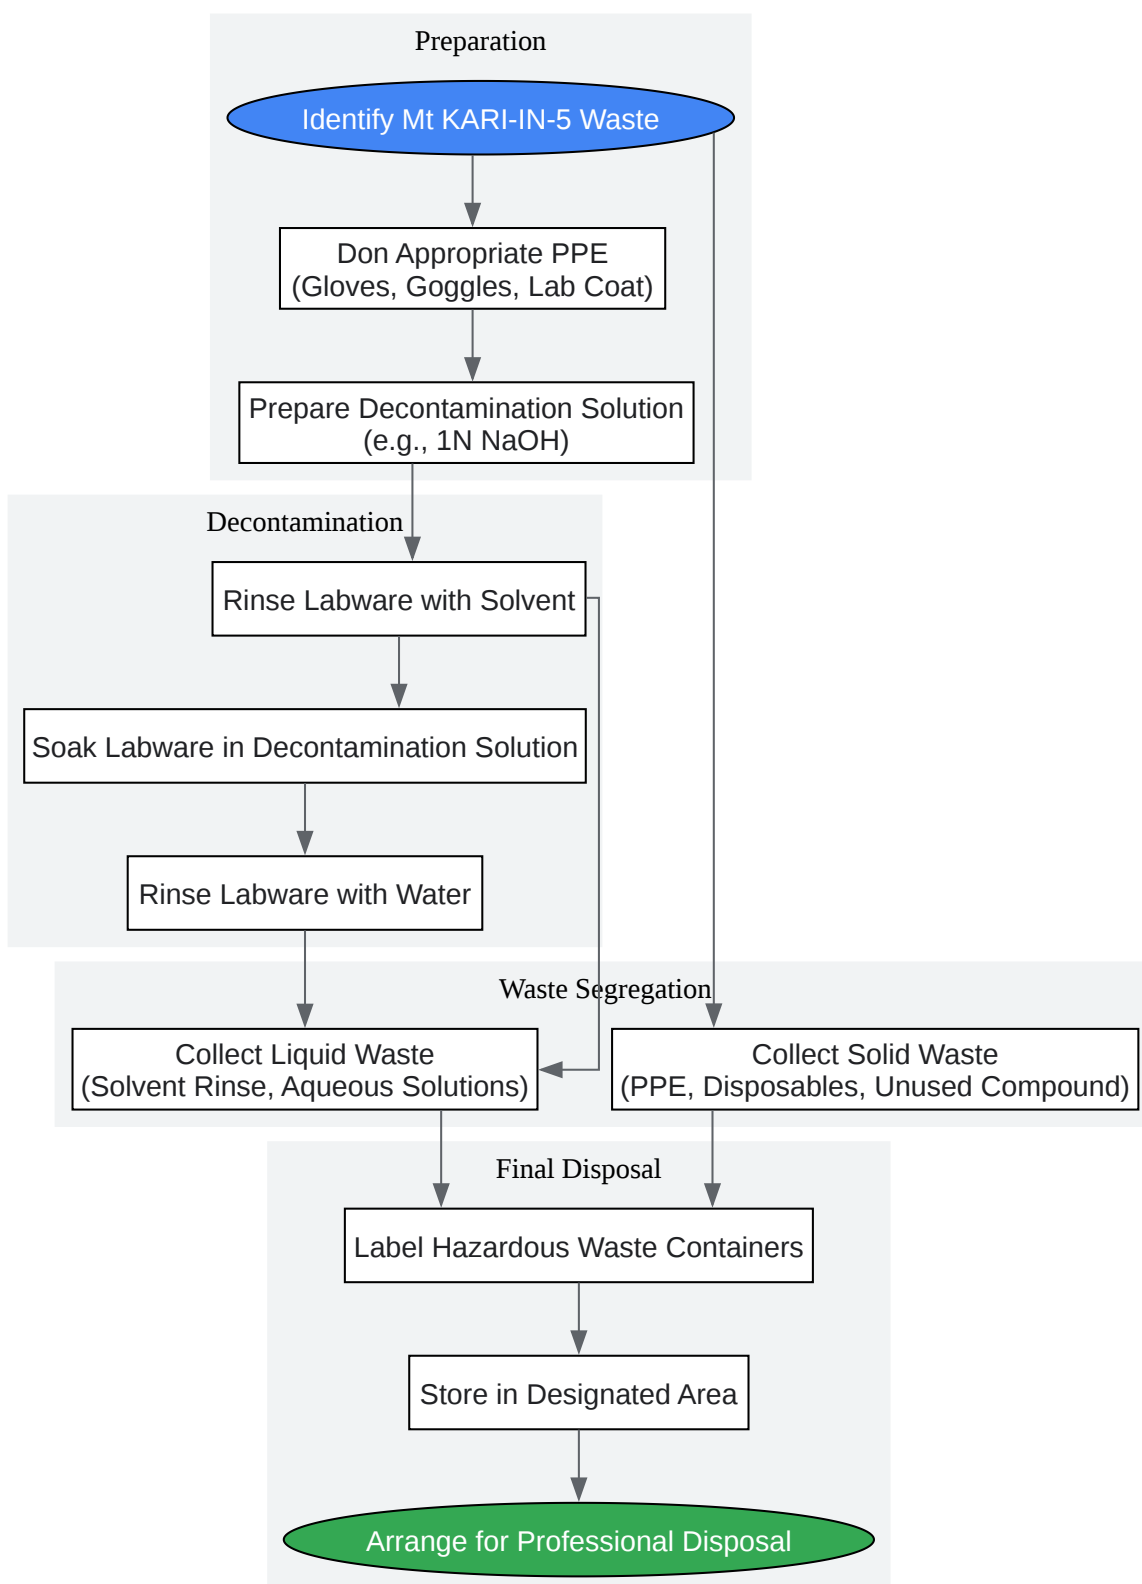 Preparation
Identify Mt KARI-IN-5 Waste
Don Appropriate PPE
(Gloves, Goggles, Lab Coat)
Prepare Decontamination Solution
(e.g., 1N NaOH)
Decontamination
Rinse Labware with Solvent
Soak Labware in Decontamination Solution
Rinse Labware with Water
Waste Segregation
Collect Liquid Waste
(Solvent Rinse, Aqueous Solutions)
Collect Solid Waste
(PPE, Disposables, Unused Compound)
Final Disposal
Label Hazardous Waste Containers
Store in Designated Area
Arrange for Professional Disposal